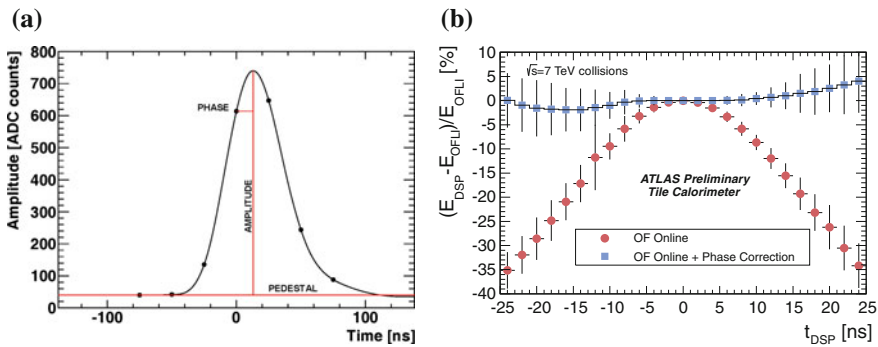 (a)
Amplitude [ADC counts]
800
700
600
500
400
300
200
100
0
PHASE
AMPLITUDE
PEDESTAL
-100
0
100
Time [ns]
(b)
(E_DSP-E_OFLI)/E_OFLI [%]
10
5
0
-5
-10
-15
-20
-25
-30
-35
-40
√s=7 TeV collisions
ATLAS Preliminary
Tile Calorimeter
OF Online
OF Online + Phase Correction
-25 -20 -15 -10 -5 0 5 10 15 20 25
t_DSP [ns]